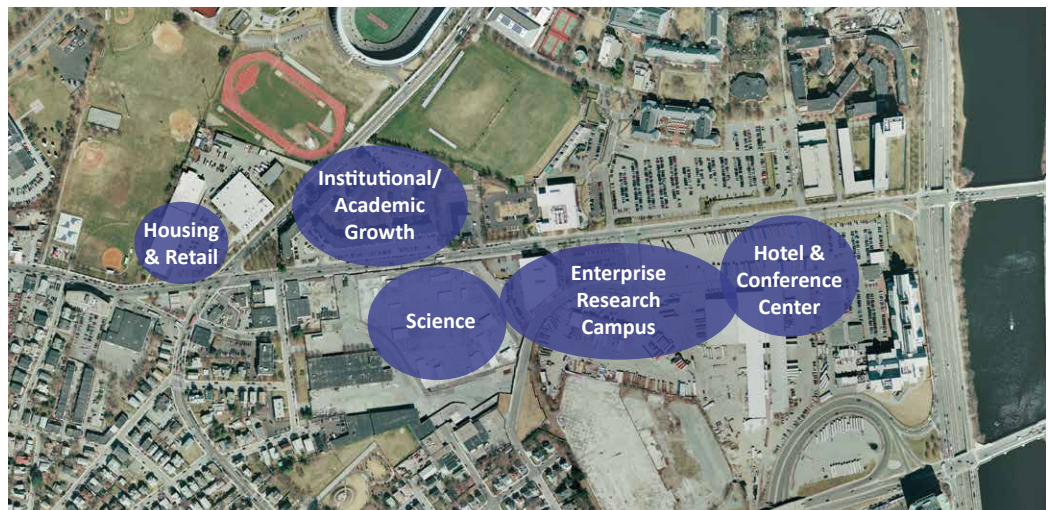 Housing
& Retail
Institutional/
Academic
Growth
Science
Enterprise
Research
Campus
Hotel &
Conference
Center